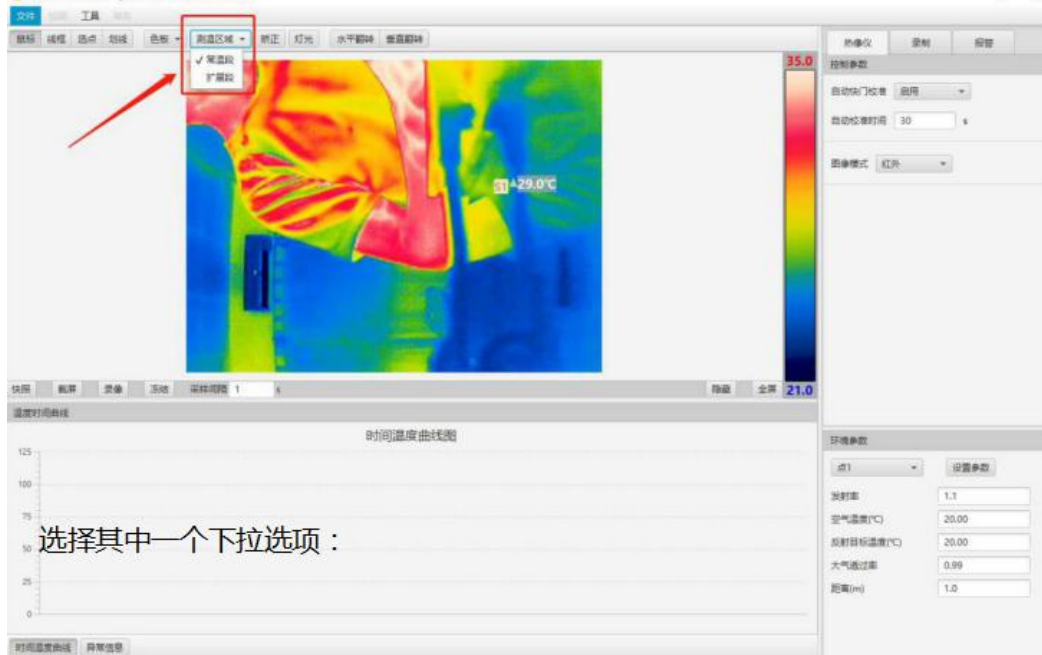 文件 工具
鼠标 线框 选点 划线 色板 测温区域 矫正 灯光 水平翻转 垂直翻转
常温段
扩展段
35.0
S1 29.0℃
21.0
快照 截屏 录像 冻结 采样间隔 1 s 隐藏 全屏
温度时间曲线
时间温度曲线图
125
100
75
50
25
0
选择其中一个下拉选项：
时间温度曲线 异常信息
热像仪 录制 报警
控制参数
自动快门校准 启用
自动校准时间 30 s
图像模式 红外
环境参数
点1 设置参数
发射率 1.1
空气温度(℃) 20.00
反射目标温度(℃) 20.00
大气透过率 0.99
距离(m) 1.0